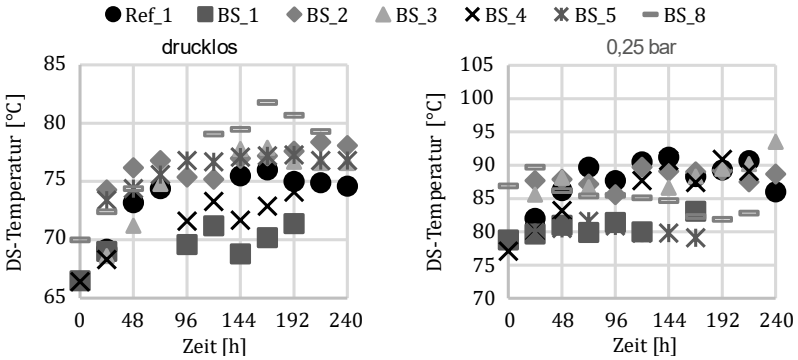 Ref_1 BS_1 BS_2 BS_3 BS_4 BS_5 BS_8
drucklos
DS-Temperatur [°C]
85
80
75
70
65
0 48 96 144 192 240
Zeit [h]
0,25 bar
DS-Temperatur [°C]
105
100
95
90
85
80
75
70
0 48 96 144 192 240
Zeit [h]